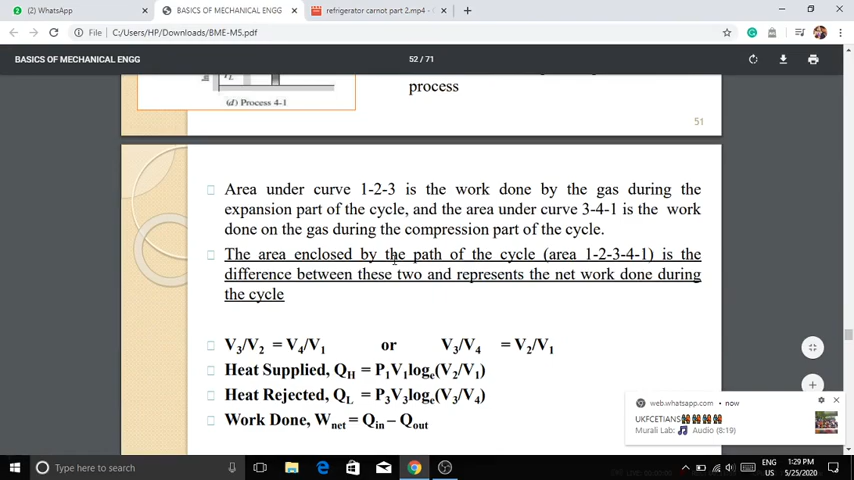 (2) WhatsApp
BASICS OF MECHANICAL ENGG
refrigerator carnot part 2.mp4 -
File | C:/Users/HP/Downloads/BME-M5.pdf
BASICS OF MECHANICAL ENGG
52 / 71
process
(d) Process 4-1
51
Area under curve 1-2-3 is the work done by the gas during the
expansion part of the cycle, and the area under curve 3-4-1 is the work
done on the gas during the compression part of the cycle.
The area enclosed by the path of the cycle (area 1-2-3-4-1) is the
difference between these two and represents the net work done during
the cycle
V3/V2 = V4/V1 or V3/V4 = V2/V1
Heat Supplied, QH = P1V1loge(V2/V1)
Heat Rejected, QL = P3V3loge(V3/V4)
Work Done, Wnet = Qin – Qout
web.whatsapp.com • now
UKFCETIANS
Murali Lab: 🎵 Audio (8:19)
Type here to search
ENG
US
1:29 PM
5/25/2020